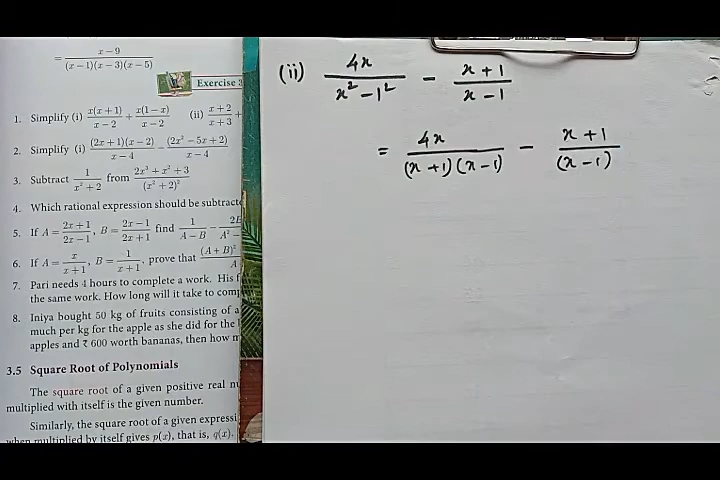 = x-9 / (x-1)(x-3)(x-5)
Exercise 3
1. Simplify (i) x(x+1) / x-2 + x(1-x) / x-2 (ii) x+2 / x+3 +
2. Simplify (i) (2x+1)(x-2) / x-4 - (2x²-5x+2) / x-4
3. Subtract 1 / x²+2 from 2x³+x²+3 / (x²+2)²
4. Which rational expression should be subtracte
5. If A = 2x+1 / 2x-1, B = 2x-1 / 2x+1 find 1 / A-B - 2B / A²-
6. If A = x / x+1, B = 1 / x+1, prove that (A+B)² / A
7. Pari needs 4 hours to complete a work. His f
the same work. How long will it take to com
8. Iniya bought 50 kg of fruits consisting of a
much per kg for the apple as she did for the
apples and ₹ 600 worth bananas, then how m
3.5 Square Root of Polynomials
The square root of a given positive real nu
multiplied with itself is the given number.
Similarly, the square root of a given expressi
when multiplied by itself gives p(x), that is, q(x).
(ii) 4x / x²-1² - x+1 / x-1
= 4x / (x+1)(x-1) - x+1 / (x-1)